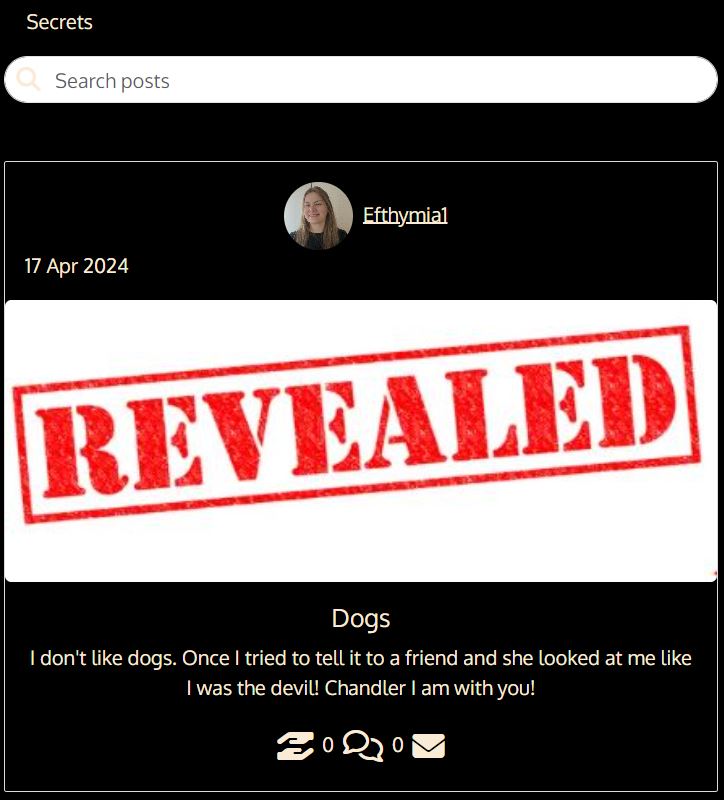 Secrets
Search posts
Efthymia1
17 Apr 2024
REVEALED
Dogs
I don't like dogs. Once I tried to tell it to a friend and she looked at me like
I was the devil! Chandler I am with you!
0 0